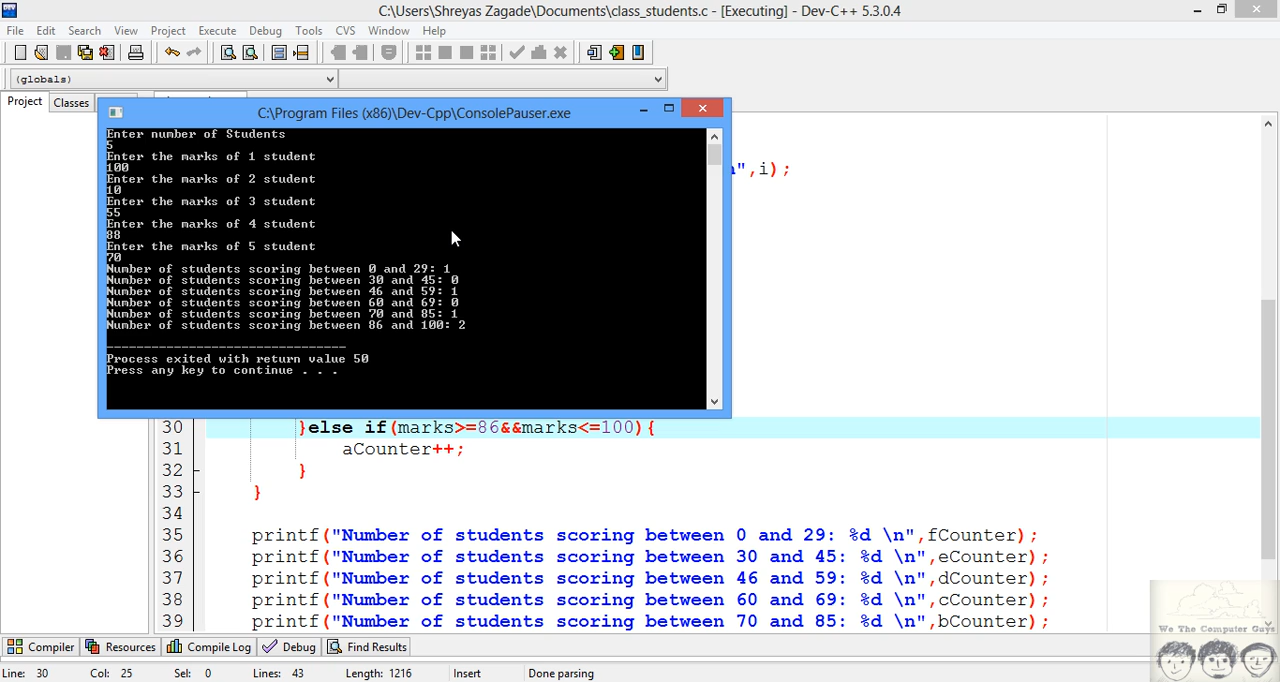 C:\Users\Shreyas Zagade\Documents\class_students.c - [Executing] - Dev-C++ 5.3.0.4
File Edit Search View Project Execute Debug Tools CVS Window Help
(globals)
Project Classes
C:\Program Files (x86)\Dev-Cpp\ConsolePauser.exe
Enter number of Students
5
Enter the marks of 1 student
100
Enter the marks of 2 student
10
Enter the marks of 3 student
55
Enter the marks of 4 student
88
Enter the marks of 5 student
70
Number of students scoring between 0 and 29: 1
Number of students scoring between 30 and 45: 0
Number of students scoring between 46 and 59: 1
Number of students scoring between 60 and 69: 0
Number of students scoring between 70 and 85: 1
Number of students scoring between 86 and 100: 2
--------------------------------
Process exited with return value 50
Press any key to continue . . .
",i);
30 }else if(marks>=86&&marks<=100){
31 aCounter++;
32 }
33 }
34
35 printf("Number of students scoring between 0 and 29: %d \n",fCounter);
36 printf("Number of students scoring between 30 and 45: %d \n",eCounter);
37 printf("Number of students scoring between 46 and 59: %d \n",dCounter);
38 printf("Number of students scoring between 60 and 69: %d \n",cCounter);
39 printf("Number of students scoring between 70 and 85: %d \n",bCounter);
We The Computer Guys
Compiler Resources Compile Log Debug Find Results
Line: 30 Col: 25 Sel: 0 Lines: 43 Length: 1216 Insert Done parsing